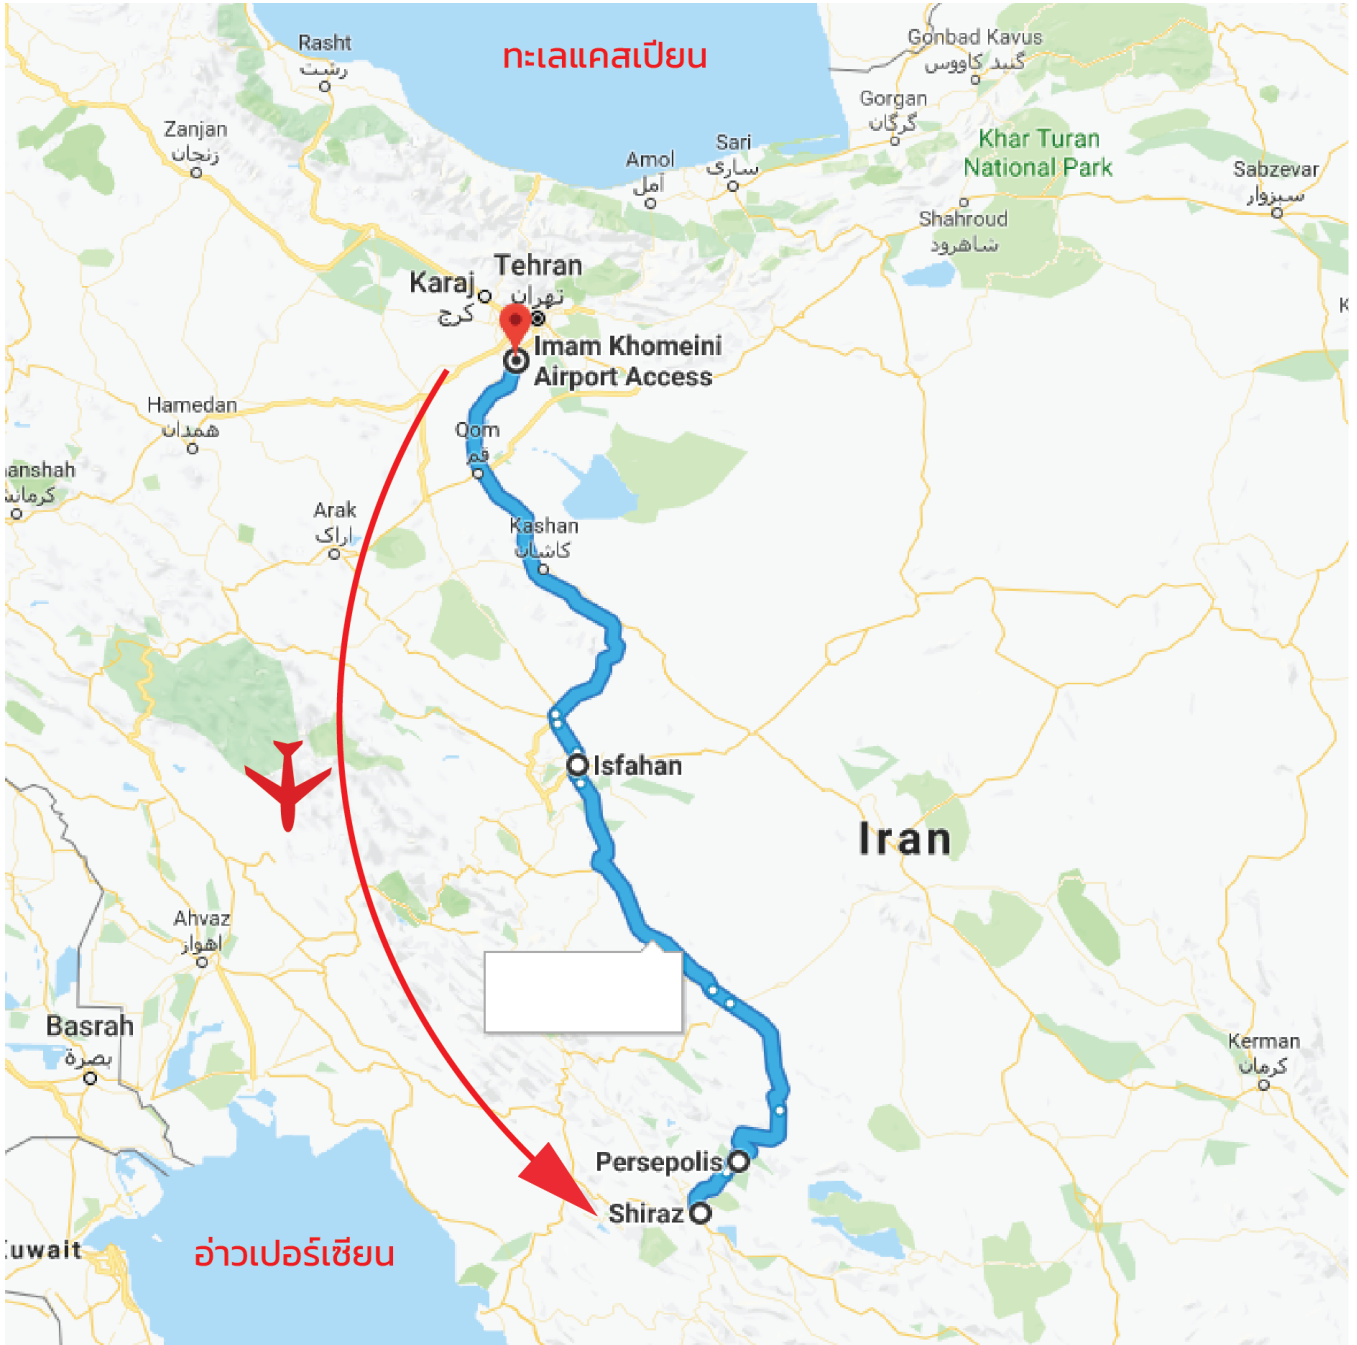 Rasht
رشت
ทะเลแคสเปียน
Gonbad Kavus
گنبد کاووس
Gorgan
گرگان
Zanjan
زنجان
Amol
آمل
Sari
ساری
Khar Turan
National Park
Sabzevar
سبزوار
Shahroud
شاهرود
Tehran
تهران
Karaj
کرج
Imam Khomeini
Airport Access
Hamedan
همدان
Qom
قم
anshah
Arak
اراک
Kashan
کاشان
Isfahan
Iran
Ahvaz
اهواز
Basrah
بصرة
Kerman
کرمان
Persepolis
Shiraz
uwait
อ่าวเปอร์เซียน